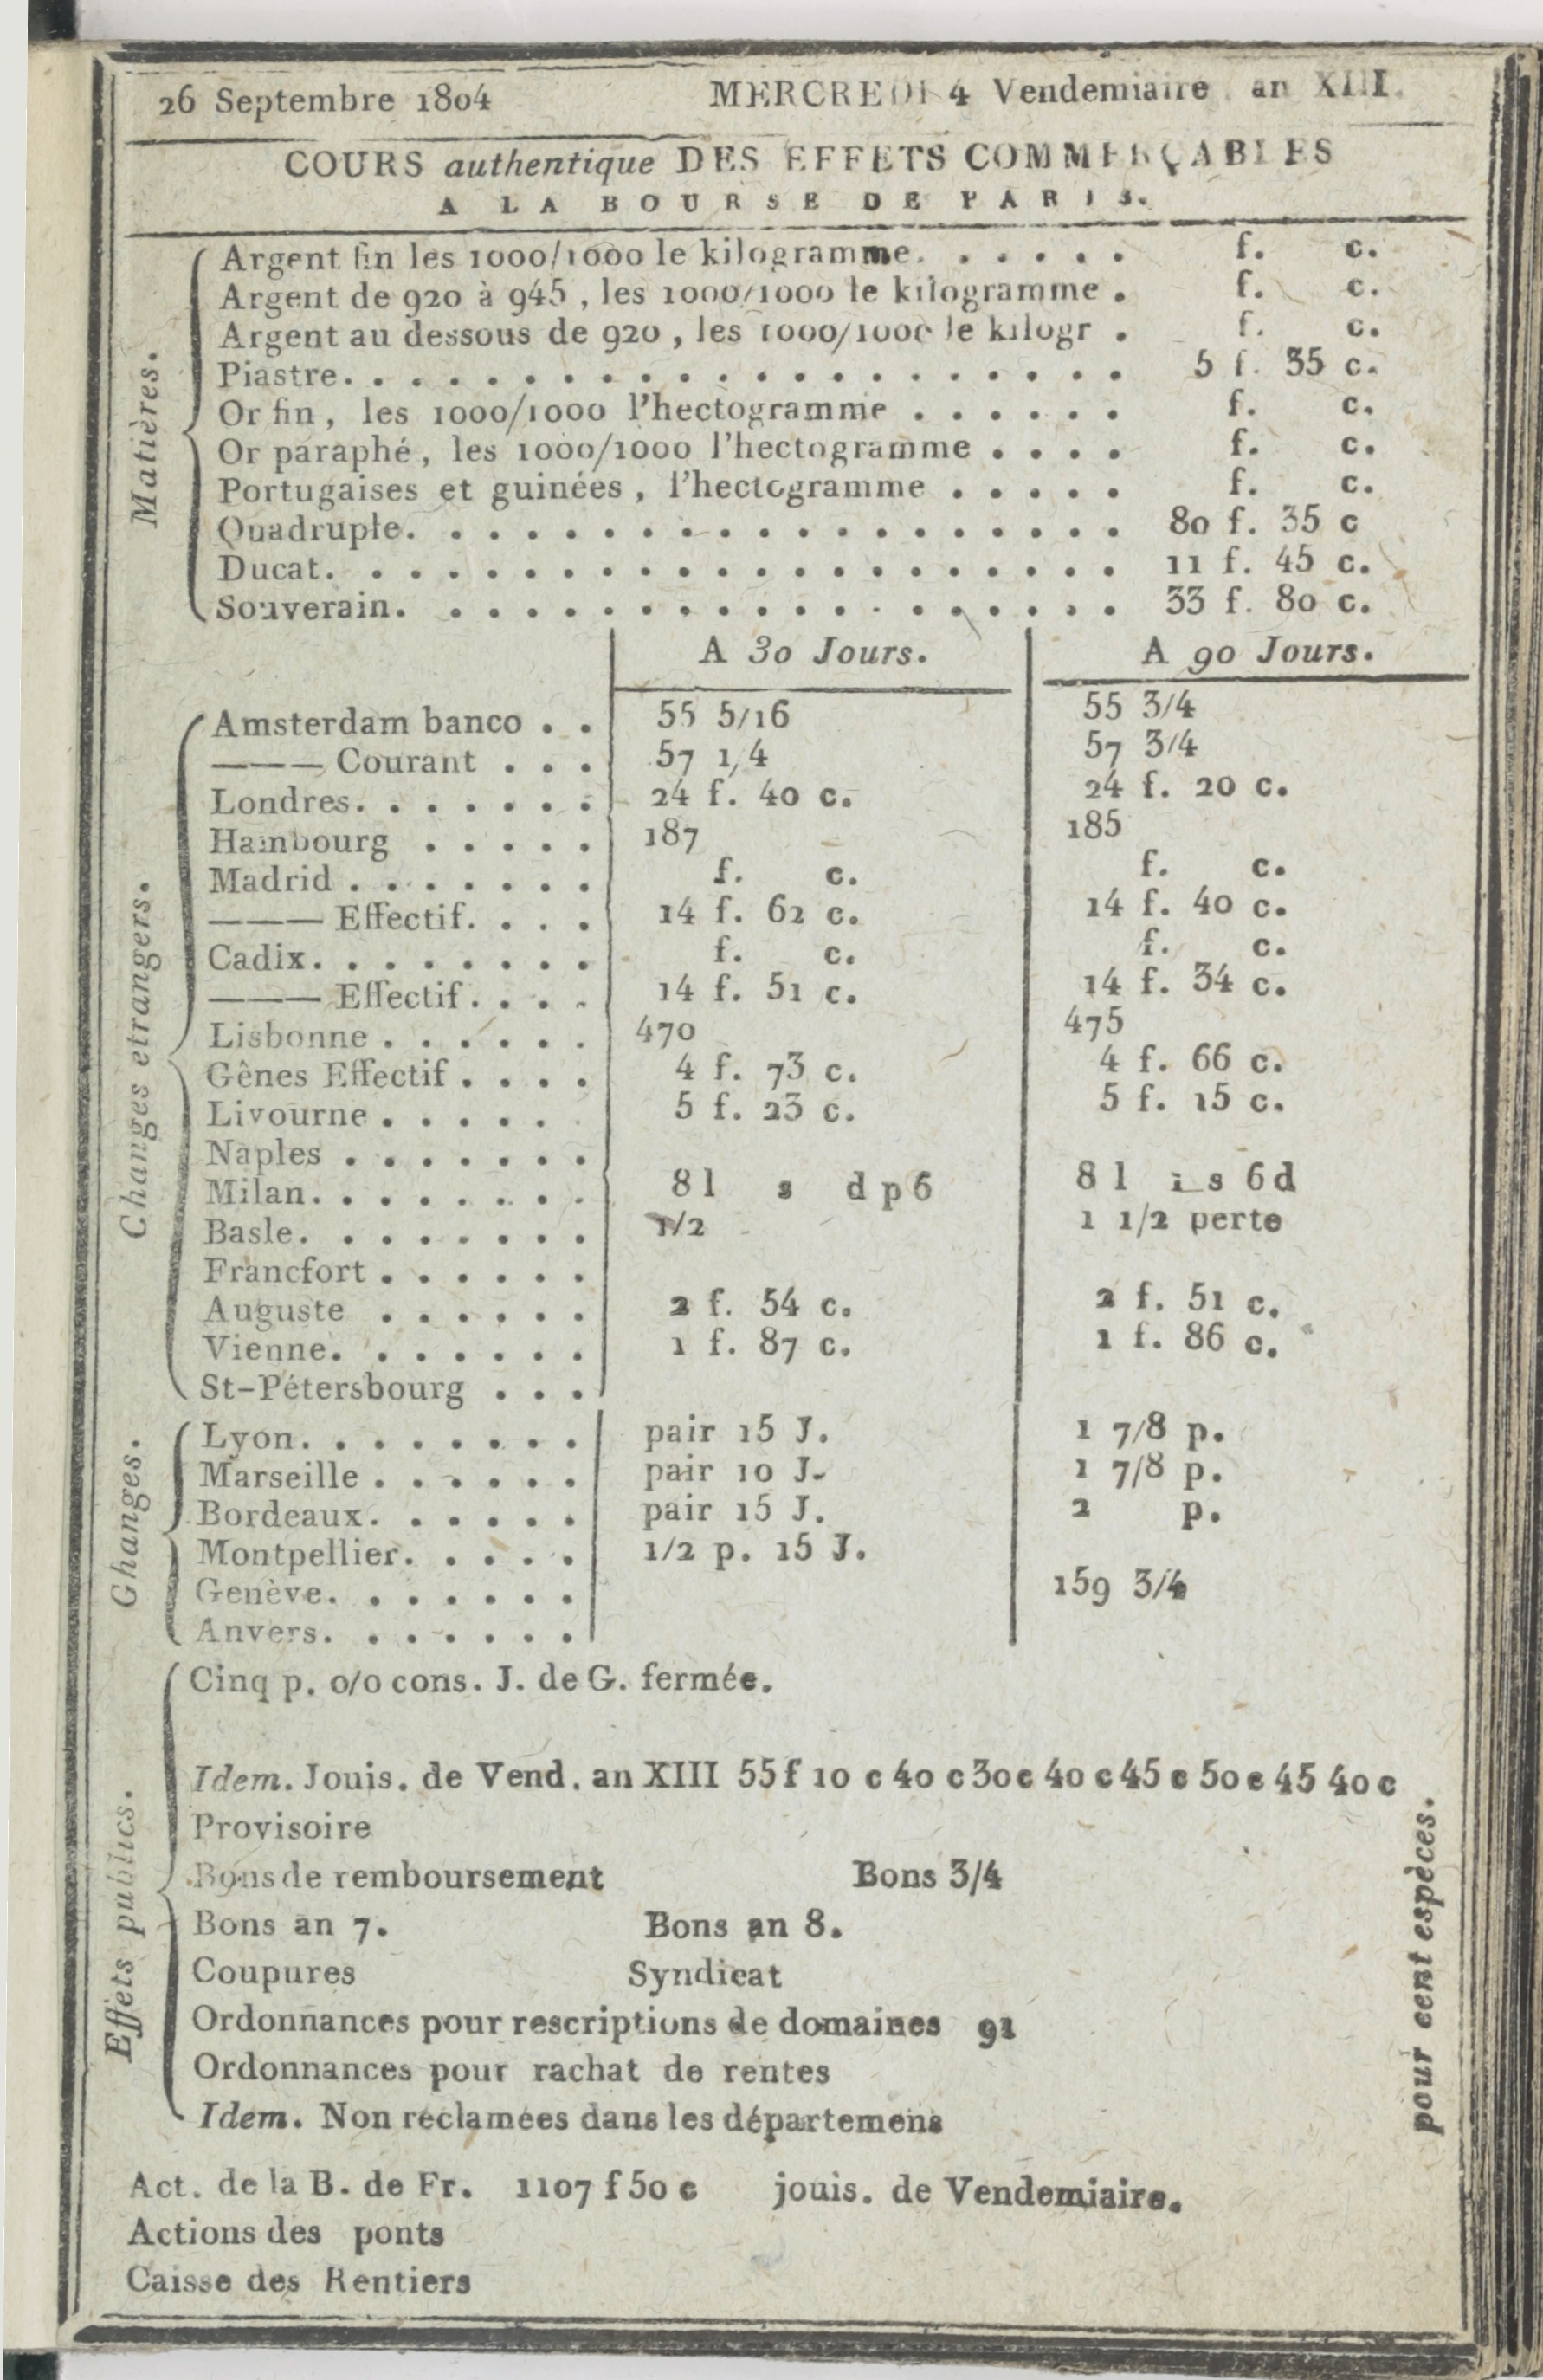 26 Septembre 1804 MERCREDI 4 Vendemiaire an XIII.
COURS authentique DES EFFETS COMMERÇABLES
A LA BOURSE DE PARIS.
Matières.
Argent fin les 1000/1000 le kilogramme. . . . . . f. c.
Argent de 920 à 945, les 1000/1000 le kilogramme . f. c.
Argent au dessous de 920, les 1000/1000 le kilogr . f. c.
Piastre. . . . . . . . . . . . . . . . . . . . . 5 f. 35 c.
Or fin, les 1000/1000 l'hectogramme . . . . . . f. c.
Or paraphé, les 1000/1000 l'hectogramme . . . . f. c.
Portugaises et guinées, l'hectogramme . . . . . f. c.
Quadruple. . . . . . . . . . . . . . . . . . . 80 f. 35 c
Ducat. . . . . . . . . . . . . . . . . . . . . 11 f. 45 c.
Souverain. . . . . . . . . . . . . . . . . . . 33 f. 80 c.
A 30 Jours. A 90 Jours.
Changes etrangers.
Amsterdam banco . . 55 5/16 55 3/4
——— Courant . . . 57 1/4 57 3/4
Londres. . . . . . . 24 f. 40 c. 24 f. 20 c.
Hambourg . . . . . 187 185
Madrid . . . . . . . f. c. f. c.
——— Effectif. . . . 14 f. 62 c. 14 f. 40 c.
Cadix. . . . . . . . f. c. f. c.
——— Effectif. . . . 14 f. 51 c. 14 f. 34 c.
Lisbonne . . . . . . 470 475
Gênes Effectif . . . . 4 f. 73 c. 4 f. 66 c.
Livourne . . . . . . 5 f. 23 c. 5 f. 15 c.
Naples . . . . . . .
Milan. . . . . . . . 8 l s d p 6 8 l 1 s 6 d
Basle. . . . . . . . 1/2 1 1/2 perte
Francfort . . . . . .
Auguste . . . . . . 2 f. 54 c. 2 f. 51 c.
Vienne. . . . . . . 1 f. 87 c. 1 f. 86 c.
St-Pétersbourg . . .
Ghanges.
Lyon. . . . . . . . pair 15 J. 1 7/8 p.
Marseille . . . . . . pair 10 J. 1 7/8 p.
Bordeaux. . . . . . pair 15 J. 2 p.
Montpellier. . . . . 1/2 p. 15 J.
Genève. . . . . . . 159 3/4
Anvers. . . . . . .
Effets publics.
Cinq p. 0/0 cons. J. de G. fermée.
Idem. Jouis. de Vend. an XIII 55 f 10 c 40 c 30 c 40 c 45 c 50 c 45 40 c
Provisoire
Bons de remboursement Bons 3/4
Bons an 7. Bons an 8.
Coupures Syndicat
Ordonnances pour rescriptions de domaines 91
Ordonnances pour rachat de rentes
Idem. Non réclamées dans les départemens
pour cent espèces.
Act. de la B. de Fr. 1107 f 50 c jouis. de Vendemiaire.
Actions des ponts
Caisse des Rentiers